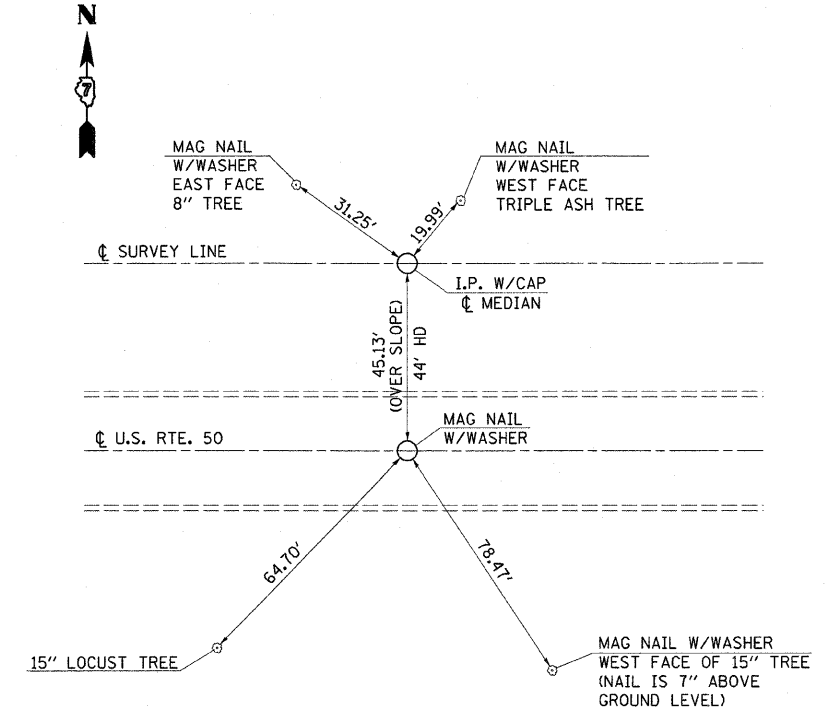 N
7
MAG NAIL
W/WASHER
EAST FACE
8" TREE
MAG NAIL
W/WASHER
WEST FACE
TRIPLE ASH TREE
31.25'
19.99'
℄ SURVEY LINE
I.P. W/CAP
℄ MEDIAN
45.13'
(OVER SLOPE)
44' HD
℄ U.S. RTE. 50
MAG NAIL
W/WASHER
64.70'
78.47'
15" LOCUST TREE
MAG NAIL W/WASHER
WEST FACE OF 15" TREE
(NAIL IS 7" ABOVE
GROUND LEVEL)